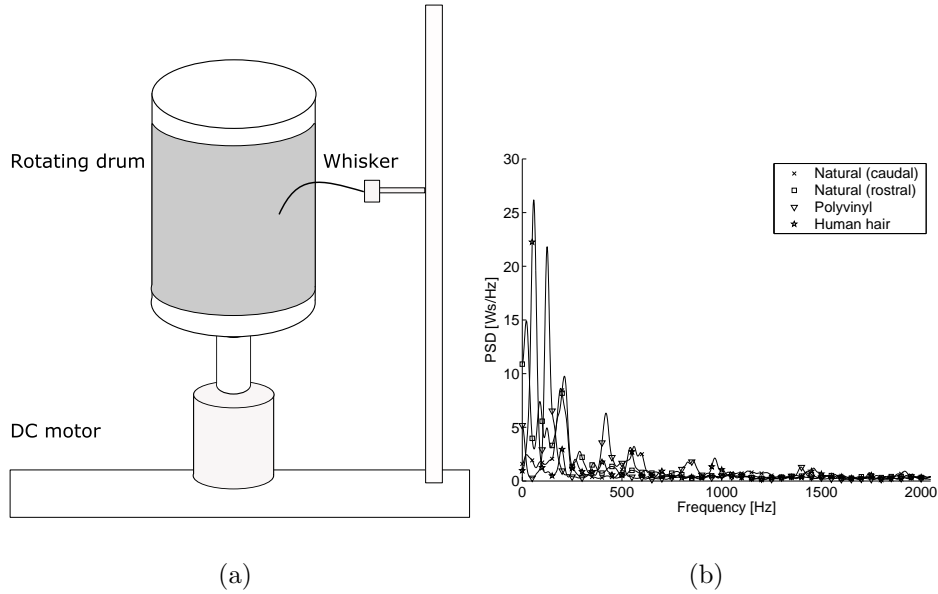 Rotating drum
Whisker
DC motor
(a)
30
25
20
15
10
5
0
PSD [Ws/Hz]
0 500 1000 1500 2000
Frequency [Hz]
Natural (caudal)
Natural (rostral)
Polyvinyl
Human hair
(b)